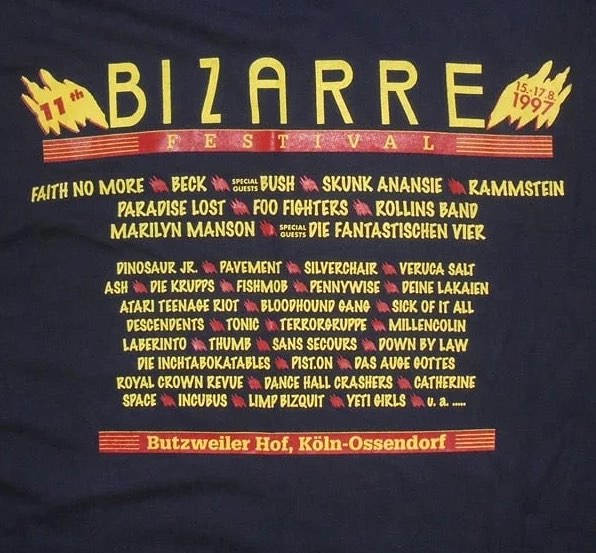 11th BIZARRE 15.-17.8. 1997
FESTIVAL
FAITH NO MORE BECK SPECIAL GUESTS BUSH SKUNK ANANSIE RAMMSTEIN
PARADISE LOST FOO FIGHTERS ROLLINS BAND
MARILYN MANSON SPECIAL GUESTS DIE FANTASTISCHEN VIER
DINOSAUR JR. PAVEMENT SILVERCHAIR VERUCA SALT
ASH DIE KRUPPS FISHMOB PENNYWISE DEINE LAKAIEN
ATARI TEENAGE RIOT BLOODHOUND GANG SICK OF IT ALL
DESCENDENTS TONIC TERRORGRUPPE MILLENCOLIN
LABERINTO THUMB SANS SECOURS DOWN BY LAW
DIE INCHTABOKATABLES PIST.ON DAS AUGE GOTTES
ROYAL CROWN REVUE DANCE HALL CRASHERS CATHERINE
SPACE INCUBUS LIMP BIZQUIT YETI GIRLS u. a. .....
Butzweiler Hof, Köln-Ossendorf